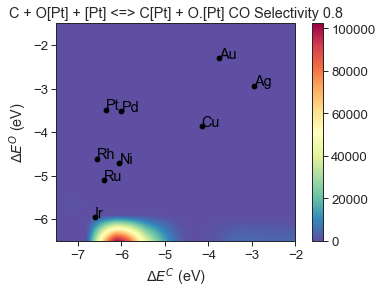 C + O[Pt] + [Pt] <=> C[Pt] + O.[Pt] CO Selectivity 0.8
−2
−3
−4
−5
−6
ΔE^O (eV)
Au
Ag
Pt
Pd
Cu
Rh
Ni
Ru
Ir
−7
−6
−5
−4
−3
−2
ΔE^C (eV)
100000
80000
60000
40000
20000
0